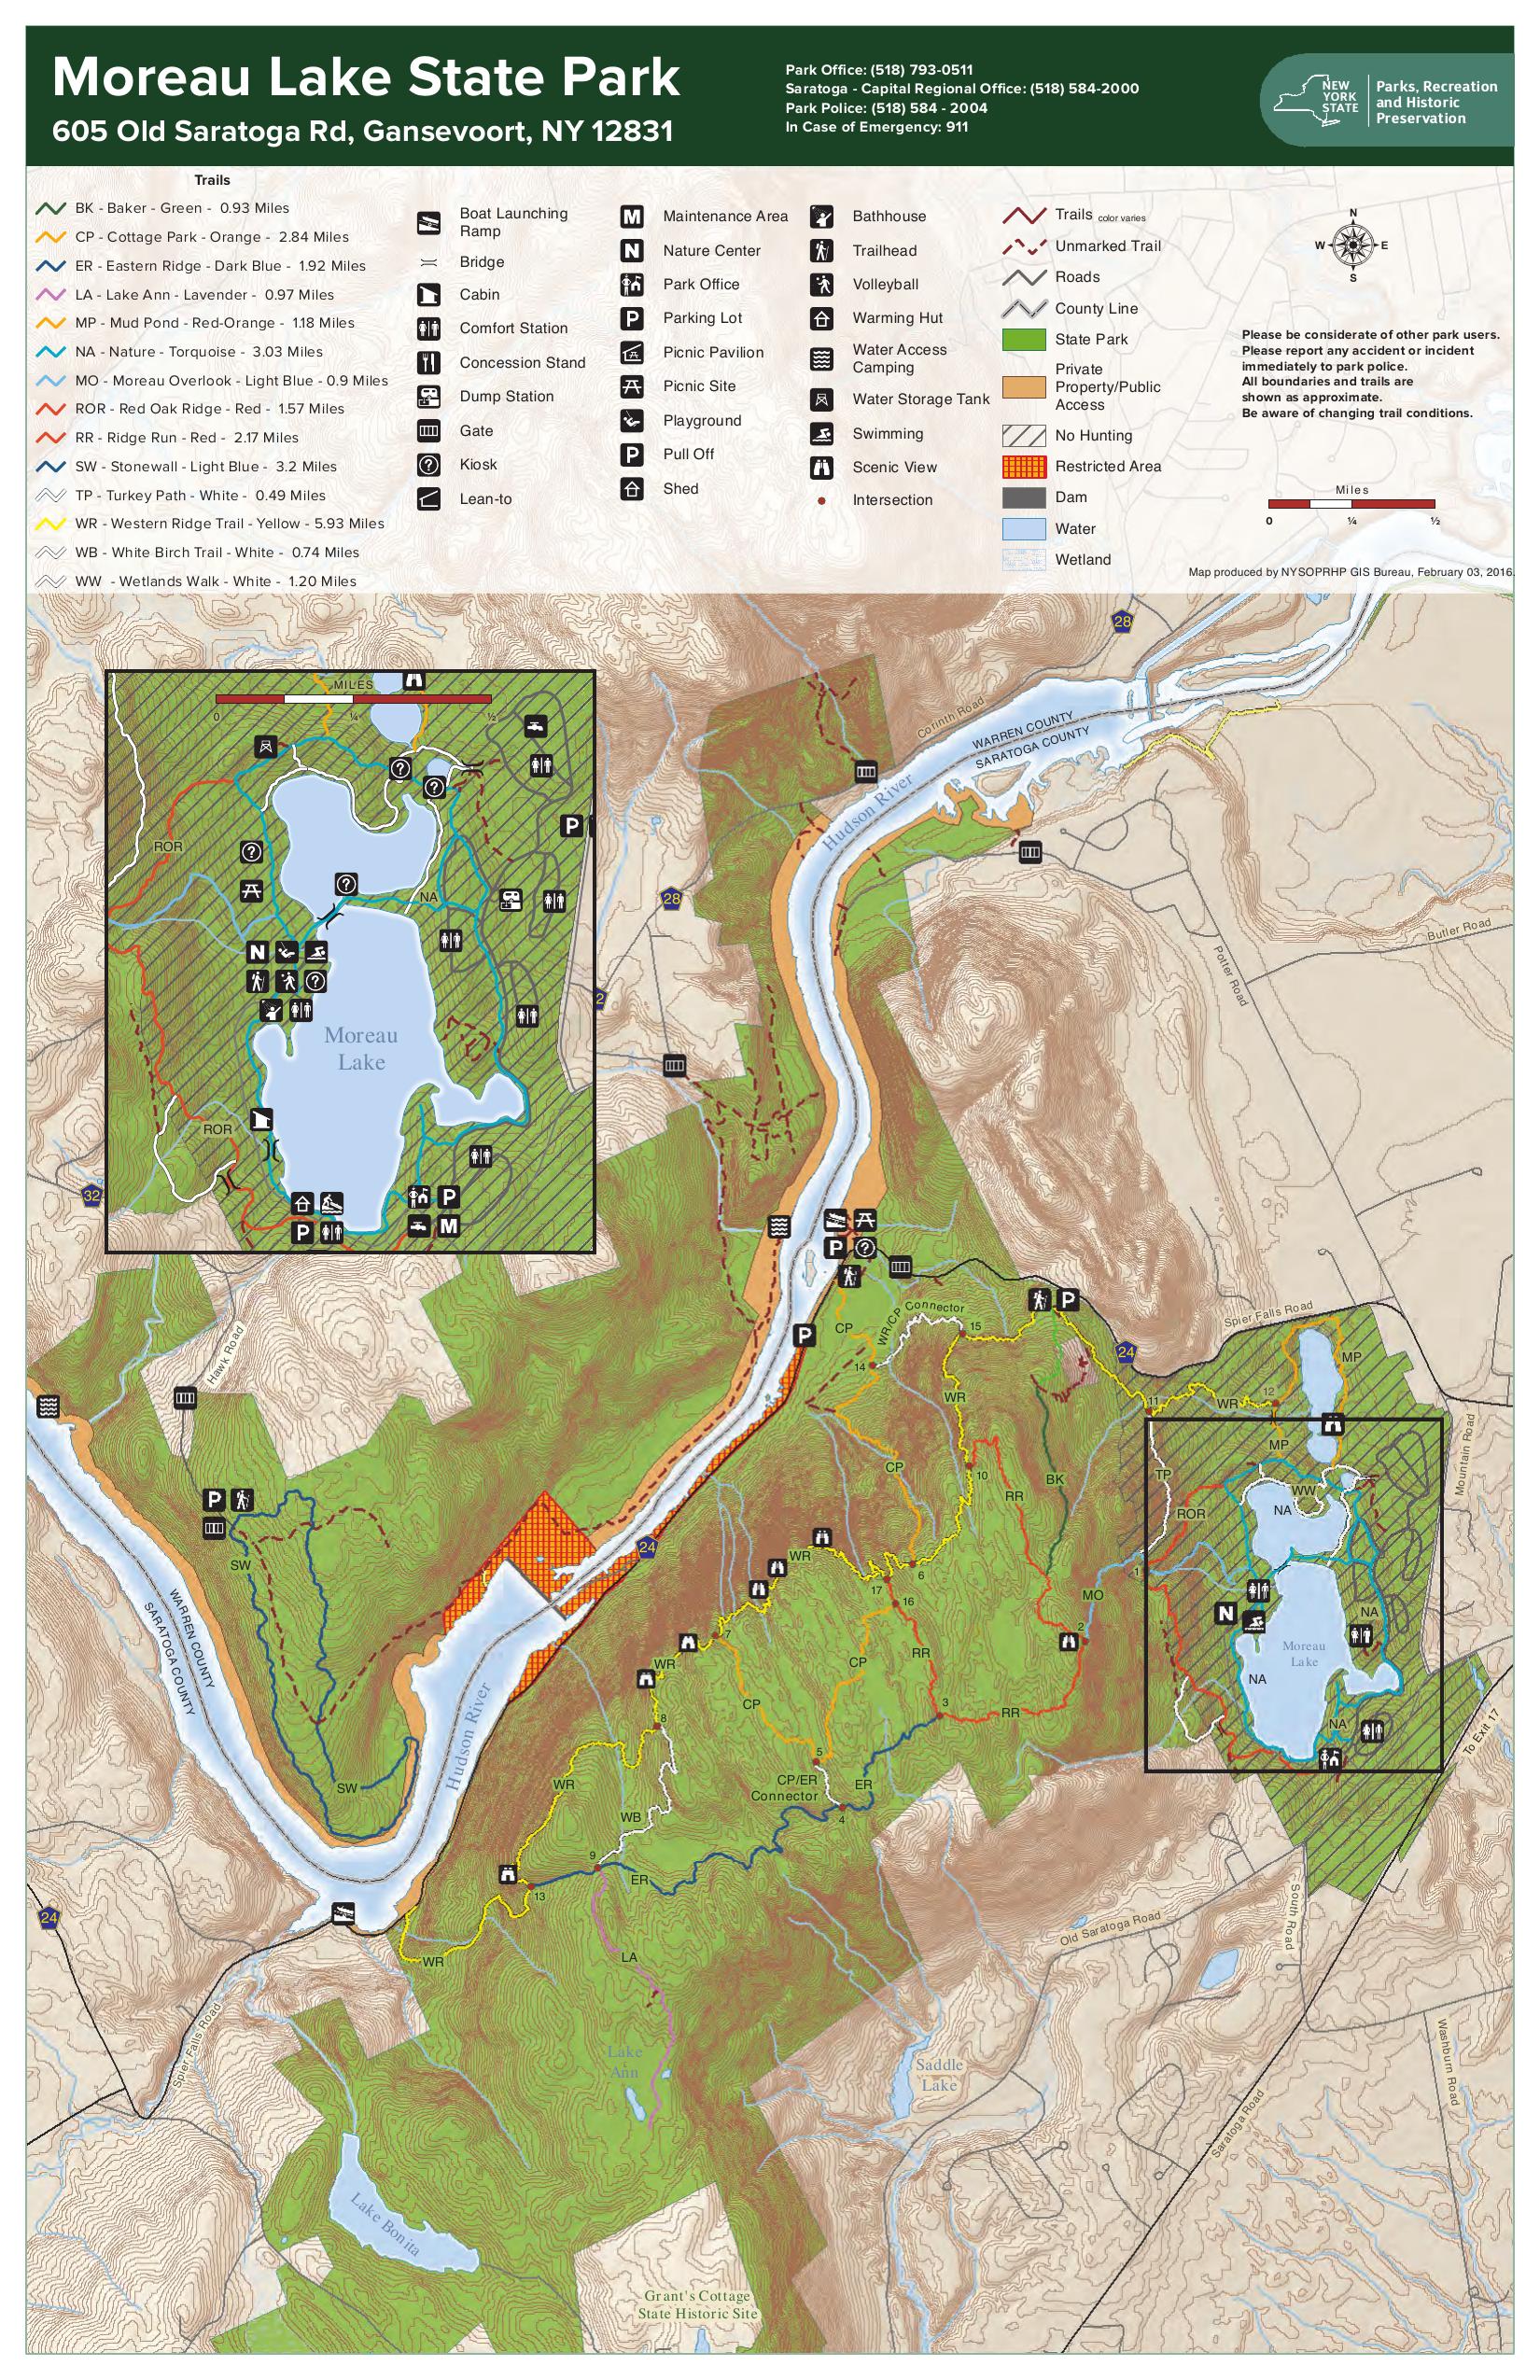 Moreau Lake State Park
605 Old Saratoga Rd, Gansevoort, NY 12831
Park Office: (518) 793-0511
Saratoga - Capital Regional Office: (518) 584-2000
Park Police: (518) 584 - 2004
In Case of Emergency: 911
NEW
YORK
STATE
Parks, Recreation
and Historic
Preservation
Trails
BK - Baker - Green - 0.93 Miles
CP - Cottage Park - Orange - 2.84 Miles
ER - Eastern Ridge - Dark Blue - 1.92 Miles
LA - Lake Ann - Lavender - 0.97 Miles
MP - Mud Pond - Red-Orange - 1.18 Miles
NA - Nature - Torquoise - 3.03 Miles
MO - Moreau Overlook - Light Blue - 0.9 Miles
ROR - Red Oak Ridge - Red - 1.57 Miles
RR - Ridge Run - Red - 2.17 Miles
SW - Stonewall - Light Blue - 3.2 Miles
TP - Turkey Path - White - 0.49 Miles
WR - Western Ridge Trail - Yellow - 5.93 Miles
WB - White Birch Trail - White - 0.74 Miles
WW - Wetlands Walk - White - 1.20 Miles
Boat Launching
Ramp
Bridge
Cabin
Comfort Station
Concession Stand
Dump Station
Gate
? Kiosk
Lean-to
M Maintenance Area
N Nature Center
Park Office
P Parking Lot
Picnic Pavilion
Picnic Site
Playground
P Pull Off
Shed
Bathhouse
Trailhead
Volleyball
Warming Hut
Water Access
Camping
Water Storage Tank
Swimming
Scenic View
Intersection
Trails color varies
Unmarked Trail
Roads
County Line
State Park
Private
Property/Public
Access
No Hunting
Restricted Area
Dam
Water
Wetland
N
W E
S
Please be considerate of other park users.
Please report any accident or incident
immediately to park police.
All boundaries and trails are
shown as approximate.
Be aware of changing trail conditions.
Miles
0 ¼ ½
Map produced by NYSOPRHP GIS Bureau, February 03, 2016.
28
MILES
0 ¼ ½
?
?
P
ROR
?
?
NA
N
?
Moreau
Lake
ROR
P
P
M
Corinth Road
WARREN COUNTY
SARATOGA COUNTY
Hudson River
28
2
32
Potter Road
Butler Road
P ?
P
CP
WR/CP Connector
15
14
P
24
Spier Falls Road
MP
WR
11
WR
12
MP
Mountain Road
Hawk Road
P
SW
WARREN COUNTY
SARATOGA COUNTY
24
CP
10
RR
BK
TP
ROR
WW
NA
WR
6
17
16
1
MO
2
N
NA
Moreau
Lake
NA
NA
To Exit 17
7
WR
8
CP
CP
RR
3
RR
5
CP/ER
Connector
ER
4
SW
Hudson River
WR
WB
9
ER
13
WR
LA
24
Spier Falls Road
Old Saratoga Road
South Road
Lake
Ann
Saddle
Lake
Saratoga Road
Washburn Road
Lake Bonita
Grant's Cottage
State Historic Site